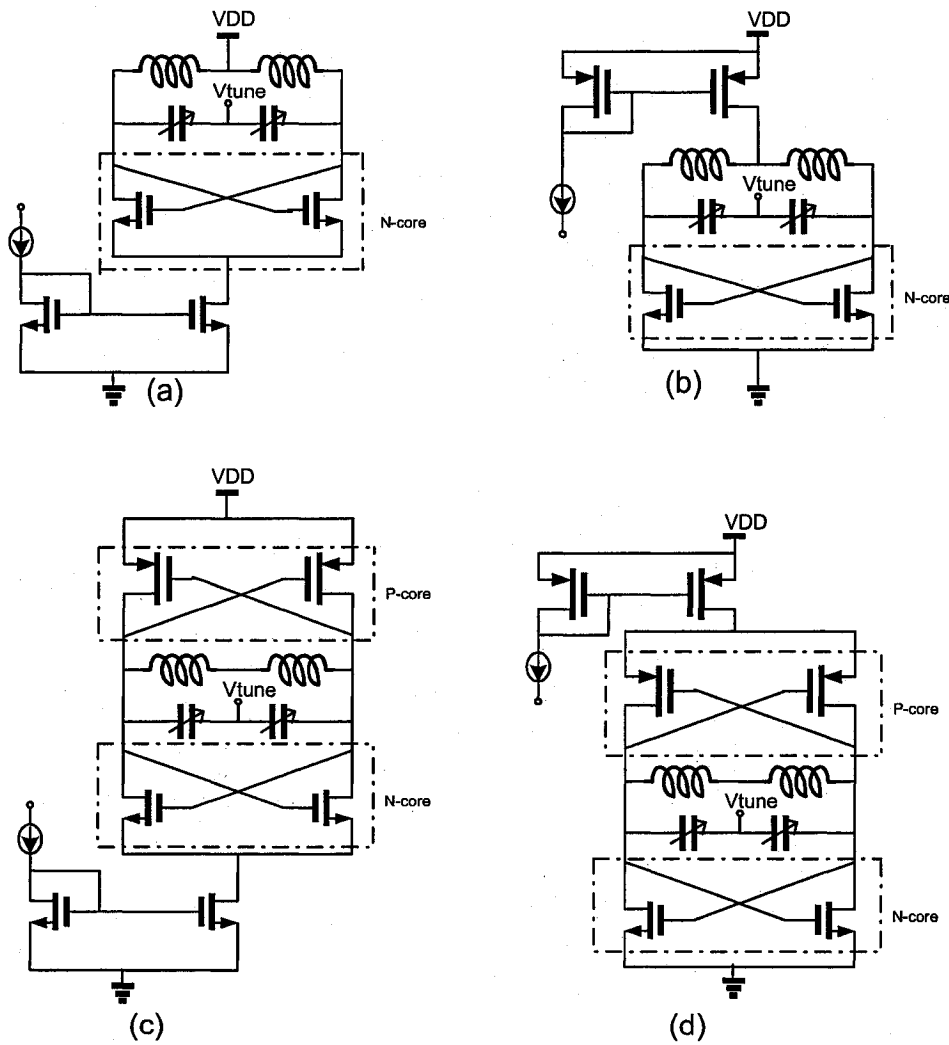 VDD
Vtune
N-core
(a)
VDD
Vtune
N-core
(b)
VDD
P-core
Vtune
N-core
(c)
VDD
P-core
Vtune
N-core
(d)